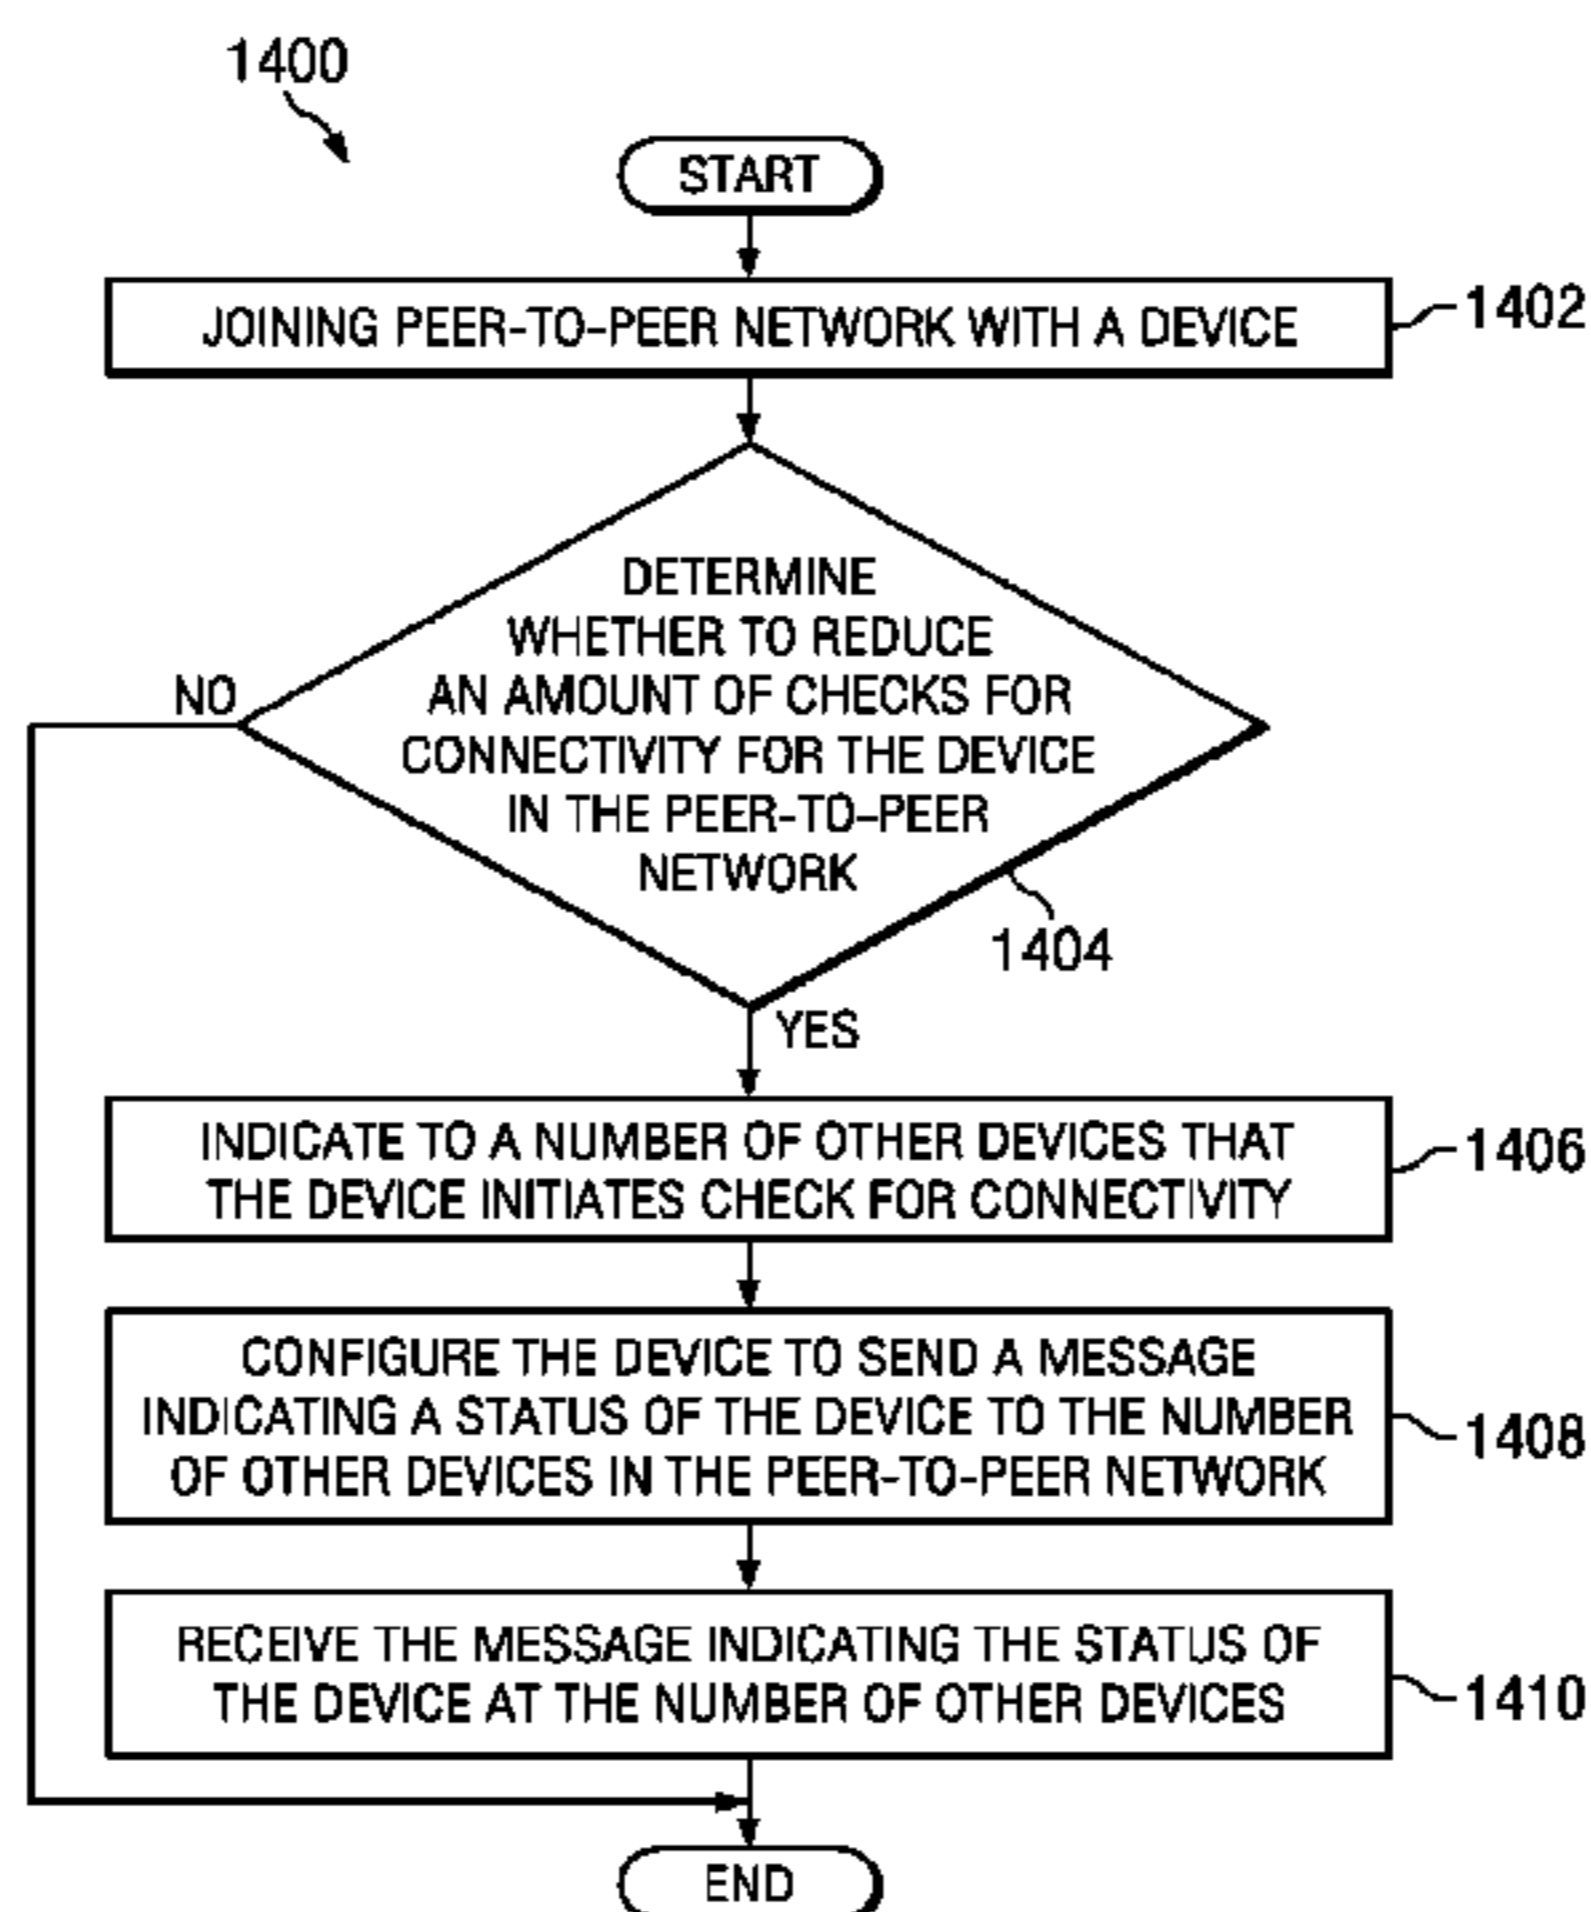 1400
START
JOINING PEER-TO-PEER NETWORK WITH A DEVICE
1402
DETERMINE
WHETHER TO REDUCE
AN AMOUNT OF CHECKS FOR
CONNECTIVITY FOR THE DEVICE
IN THE PEER-TO-PEER
NETWORK
NO
1404
YES
INDICATE TO A NUMBER OF OTHER DEVICES THAT
THE DEVICE INITIATES CHECK FOR CONNECTIVITY
1406
CONFIGURE THE DEVICE TO SEND A MESSAGE
INDICATING A STATUS OF THE DEVICE TO THE NUMBER
OF OTHER DEVICES IN THE PEER-TO-PEER NETWORK
1408
RECEIVE THE MESSAGE INDICATING THE STATUS OF
THE DEVICE AT THE NUMBER OF OTHER DEVICES
1410
END